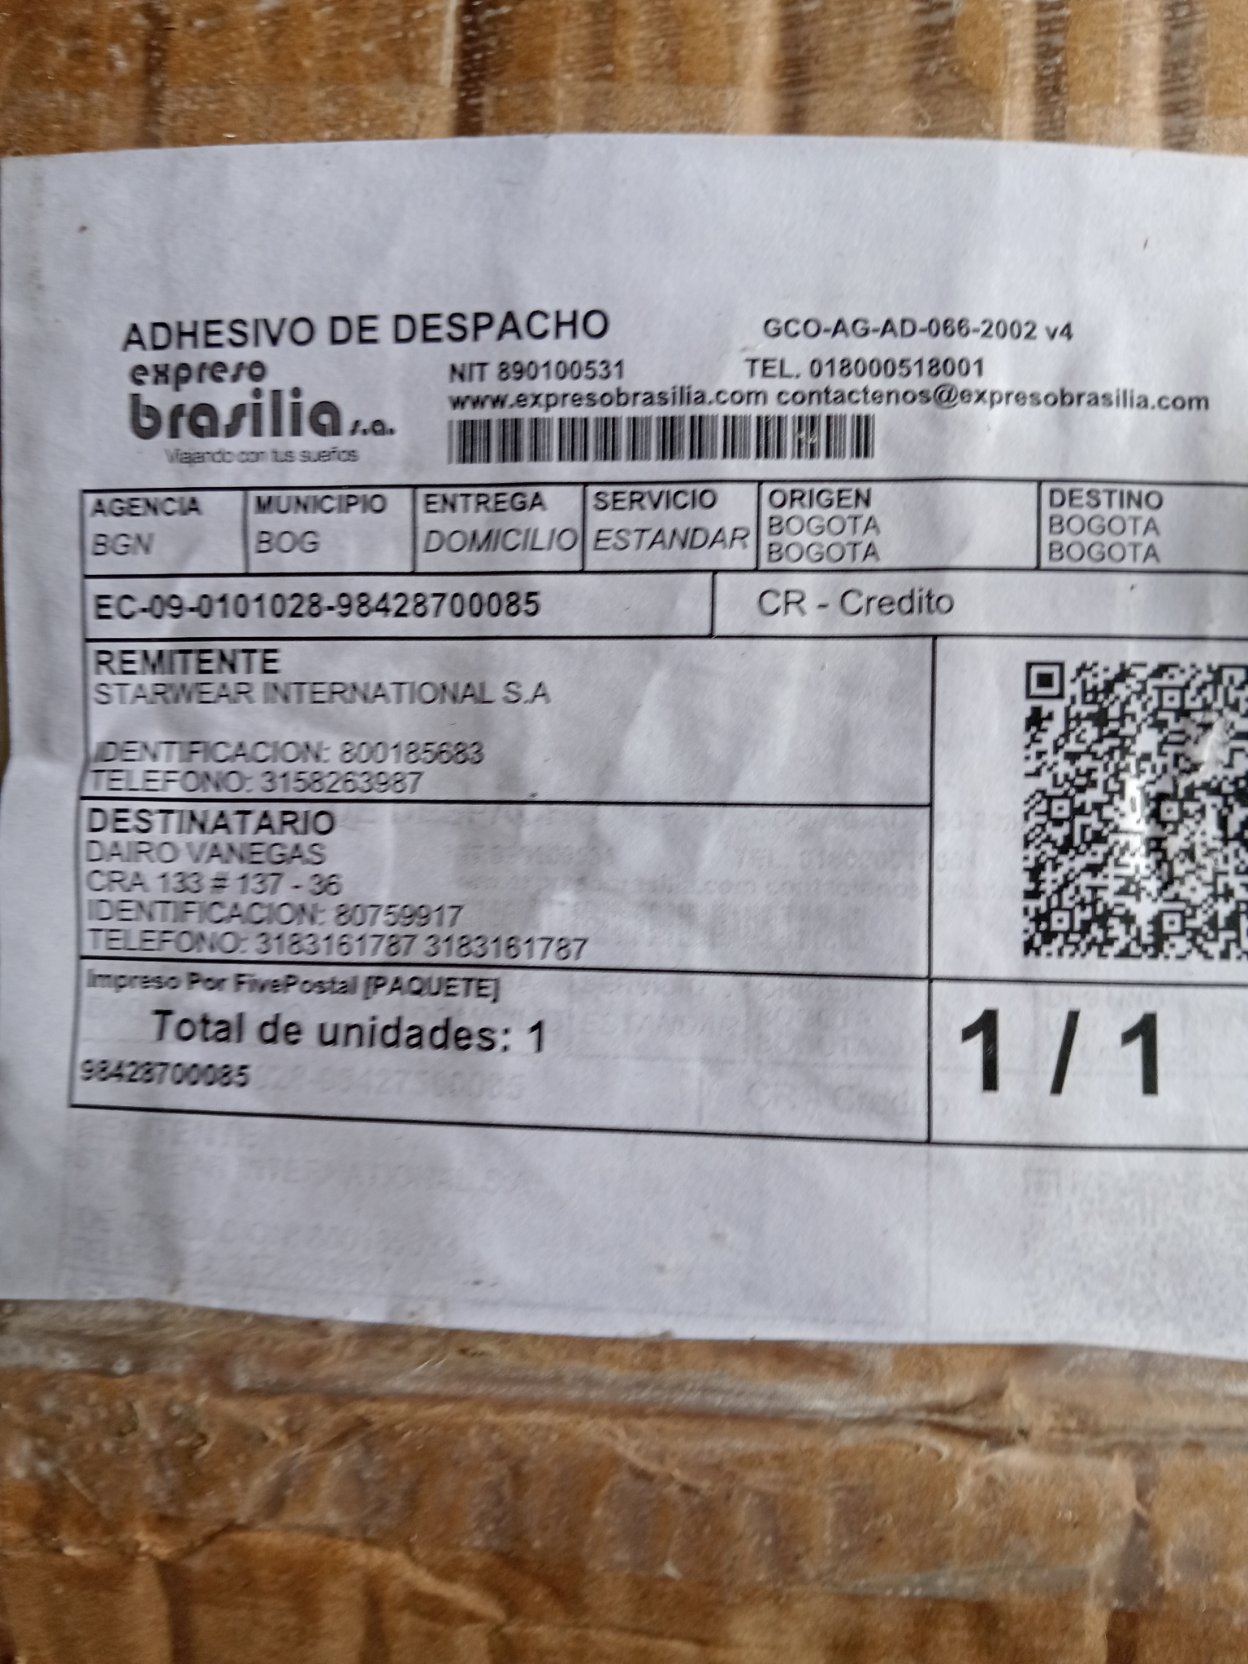 ADHESIVO DE DESPACHO GCO-AG-AD-066-2002 v4
expreso NIT 890100531 TEL. 018000518001
brasilia s.a. www.expresobrasilia.com contactenos@expresobrasilia.com
Viajando con tus sueños
AGENCIA MUNICIPIO ENTREGA SERVICIO ORIGEN DESTINO
BGN BOG DOMICILIO ESTANDAR BOGOTA BOGOTA
BOGOTA BOGOTA
EC-09-0101028-98428700085 CR - Credito
REMITENTE
STARWEAR INTERNATIONAL S.A
IDENTIFICACION: 800185683
TELEFONO: 3158263987
DESTINATARIO
DAIRO VANEGAS
CRA 133 # 137 - 36
IDENTIFICACION: 80759917
TELEFONO: 3183161787 3183161787
Impreso Por FivePostal [PAQUETE]
Total de unidades: 1 1 / 1
98428700085